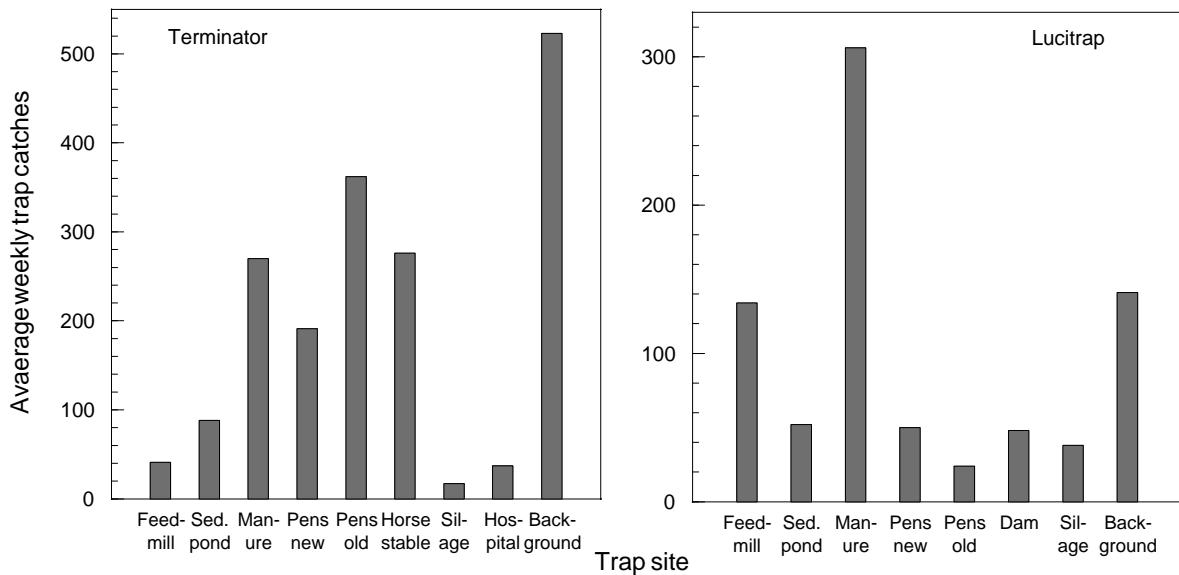 Avaerage weekly trap catches
Terminator
500
400
300
200
100
0
Feed- Sed. Man- Pens Pens Horse Sil- Hos- Back-
mill pond ure new old stable age pital ground
Lucitrap
300
200
100
0
Feed- Sed. Man- Pens Pens Dam Sil- Back-
mill pond ure new old age ground
Trap site